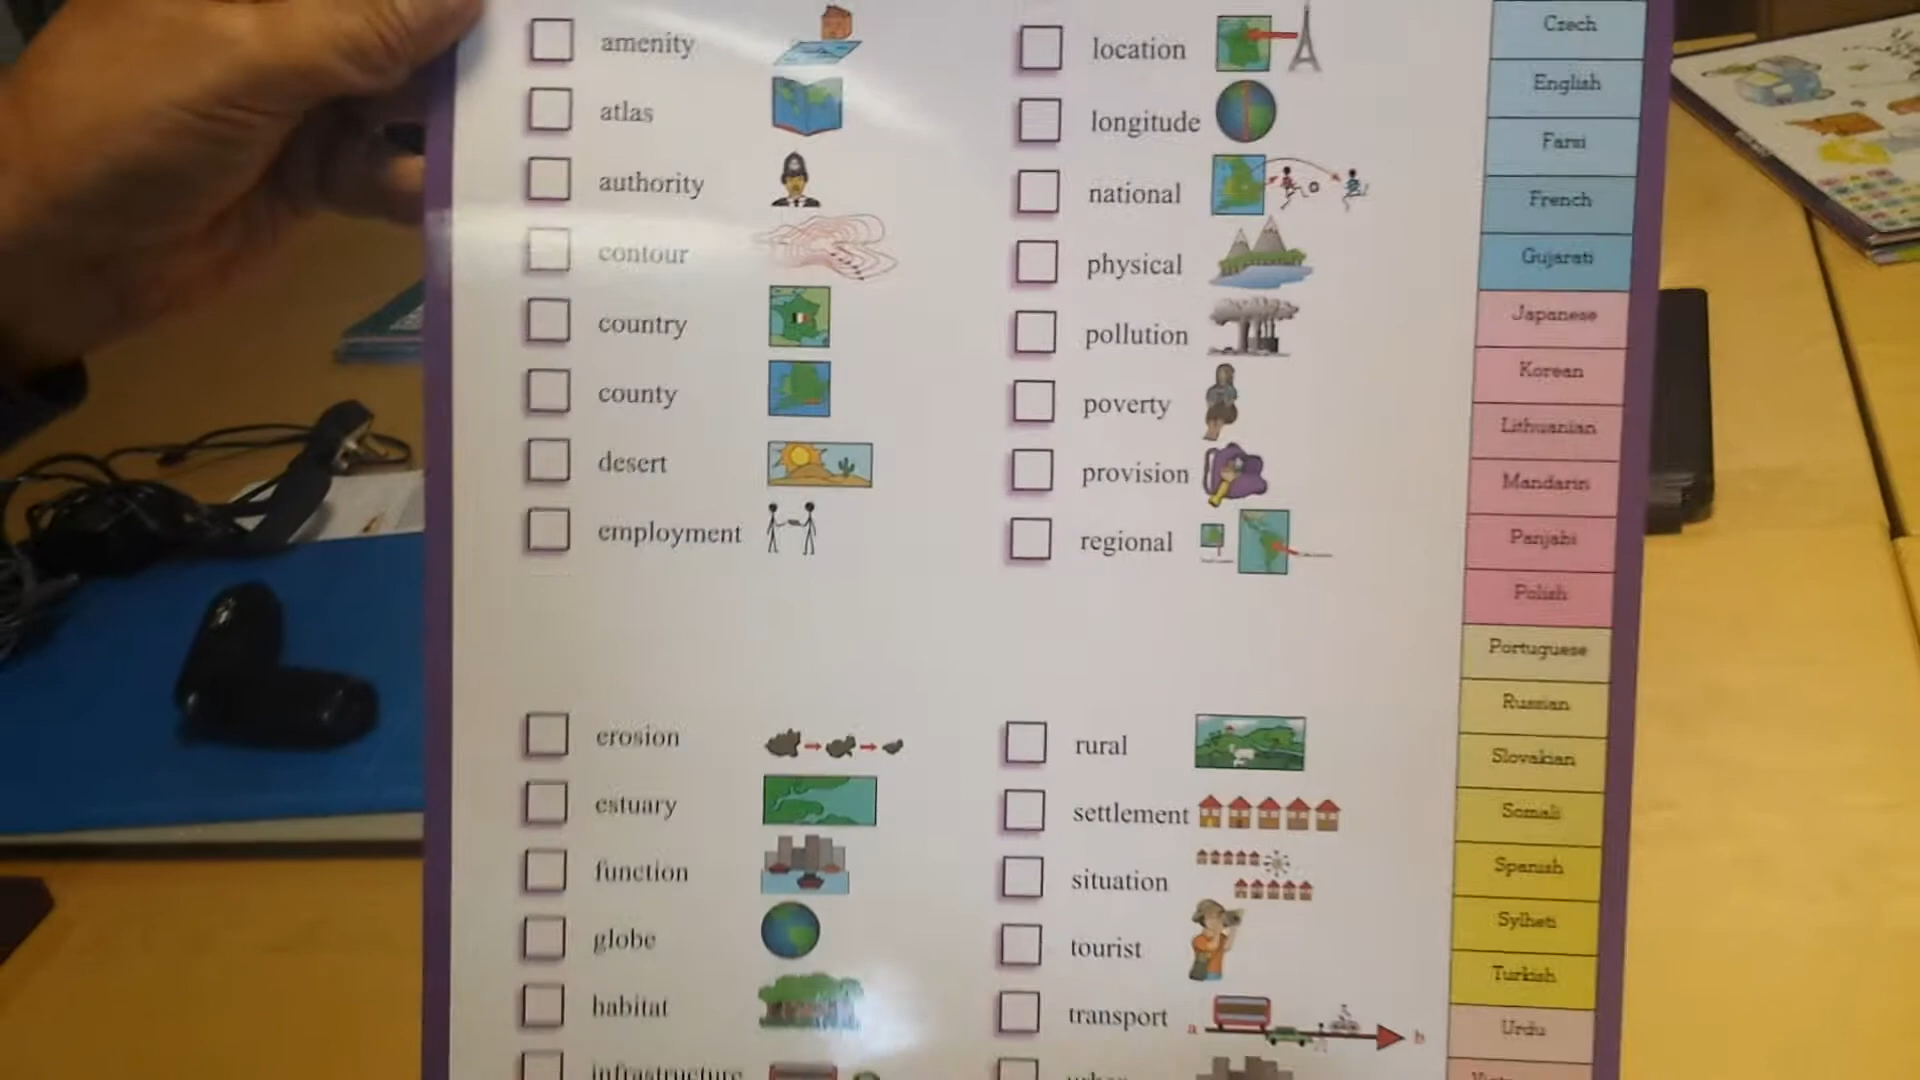 amenity
atlas
authority
contour
country
county
desert
employment
erosion
estuary
function
globe
habitat
infrastructure
location
longitude
national
physical
pollution
poverty
provision
regional
rural
settlement
situation
tourist
transport
a
b
Czech
English
Farsi
French
Gujarati
Japanese
Korean
Lithuanian
Mandarin
Panjabi
Polish
Portuguese
Russian
Slovakian
Somali
Spanish
Sylheti
Turkish
Urdu